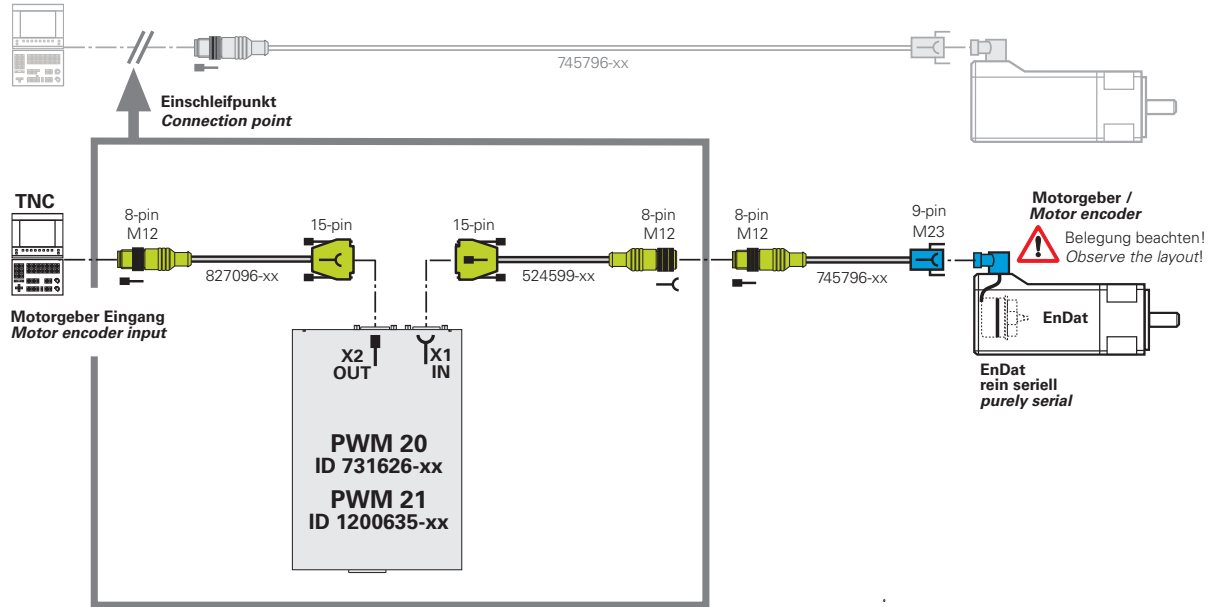 745796-xx
Einschleifpunkt
Connection point
TNC
8-pin
M12
15-pin
15-pin
8-pin
M12
8-pin
M12
9-pin
M23
Motorgeber /
Motor encoder
Belegung beachten!
Observe the layout!
827096-xx
524599-xx
745796-xx
Motorgeber Eingang
Motor encoder input
X2
OUT
X1
IN
EnDat
EnDat
rein seriell
purely serial
PWM 20
ID 731626-xx
PWM 21
ID 1200635-xx